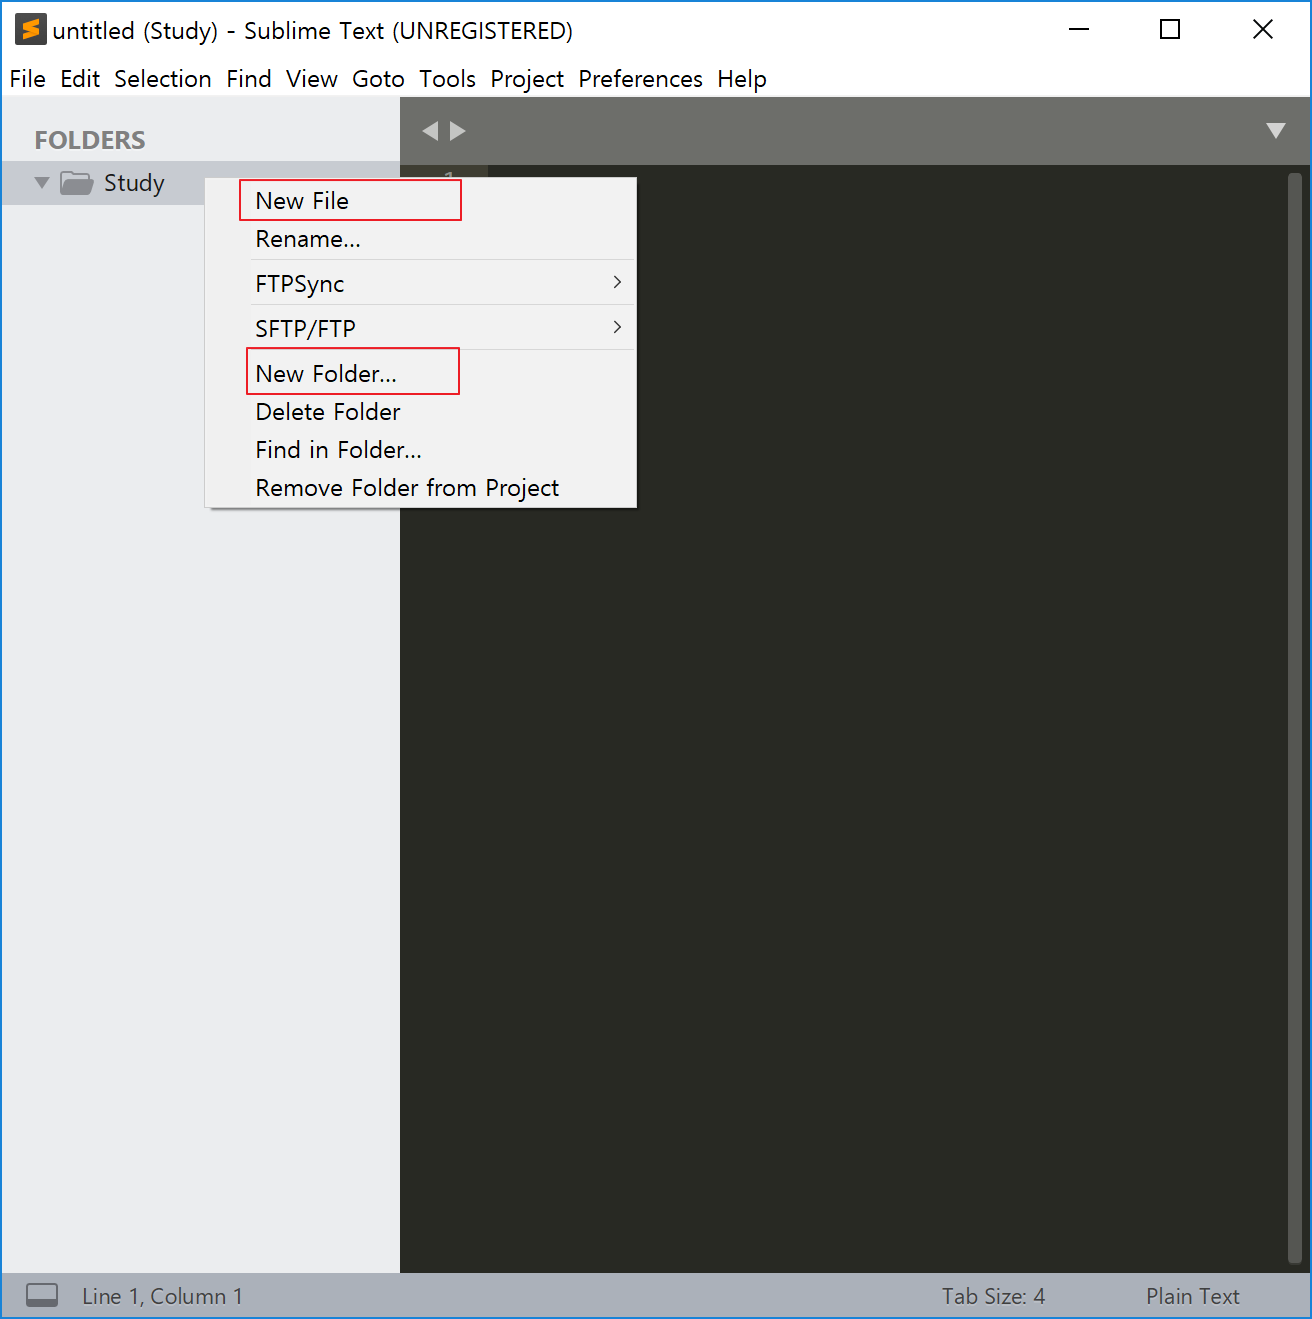 untitled (Study) - Sublime Text (UNREGISTERED)
File Edit Selection Find View Goto Tools Project Preferences Help
FOLDERS
Study
1
New File
Rename...
FTPSync
SFTP/FTP
New Folder...
Delete Folder
Find in Folder...
Remove Folder from Project
Line 1, Column 1
Tab Size: 4
Plain Text